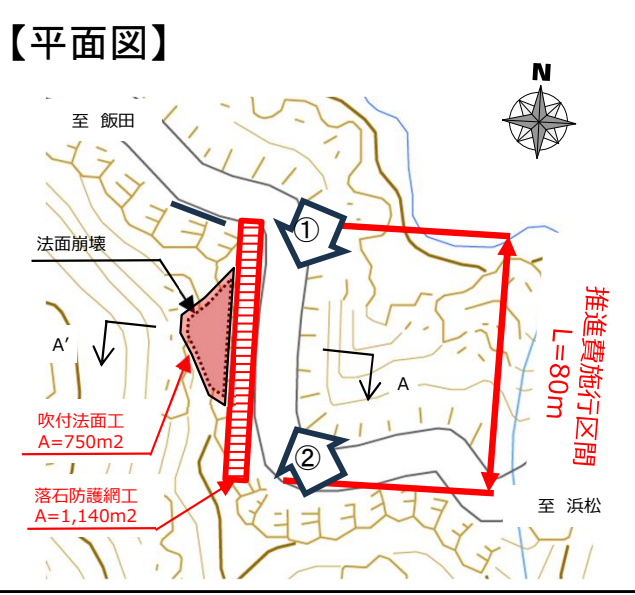 【平面図】
N
至 飯田
①
法面崩壊
A’
A
推進費施行区間
L=80m
吹付法面工
A=750m2
②
落石防護網工
A=1,140m2
至 浜松